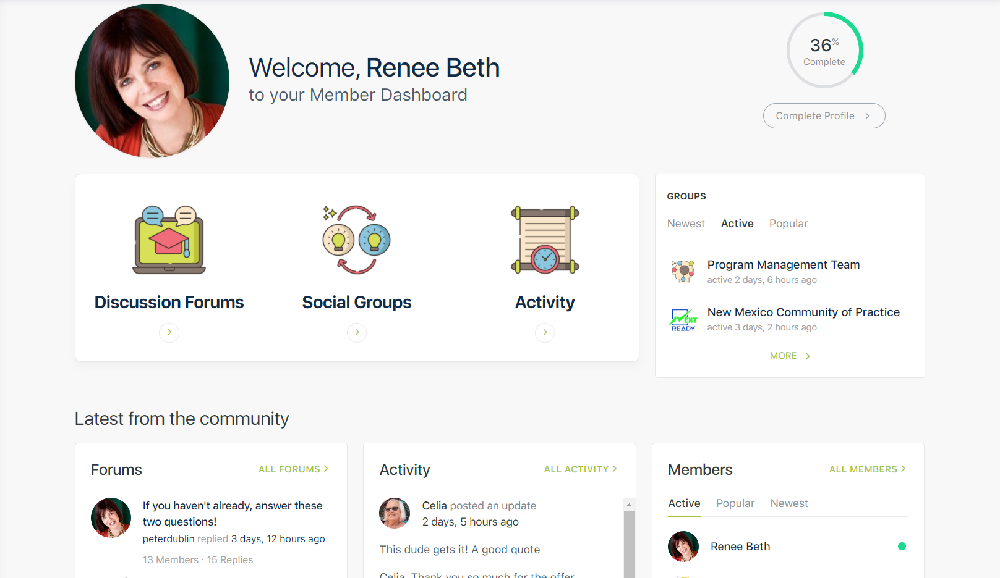 Welcome, Renee Beth
to your Member Dashboard
36%
Complete
Complete Profile
Discussion Forums
Social Groups
Activity
GROUPS
Newest Active Popular
Program Management Team
active 2 days, 6 hours ago
NEXT
READY
New Mexico Community of Practice
active 3 days, 2 hours ago
MORE
Latest from the community
Forums ALL FORUMS
If you haven't already, answer these
two questions!
peterdublin replied 3 days, 12 hours ago
13 Members · 15 Replies
Activity ALL ACTIVITY
Celia posted an update
2 days, 5 hours ago
This dude gets it! A good quote
Celia. Thank you so much for the offer
Members ALL MEMBERS
Active Popular Newest
Renee Beth